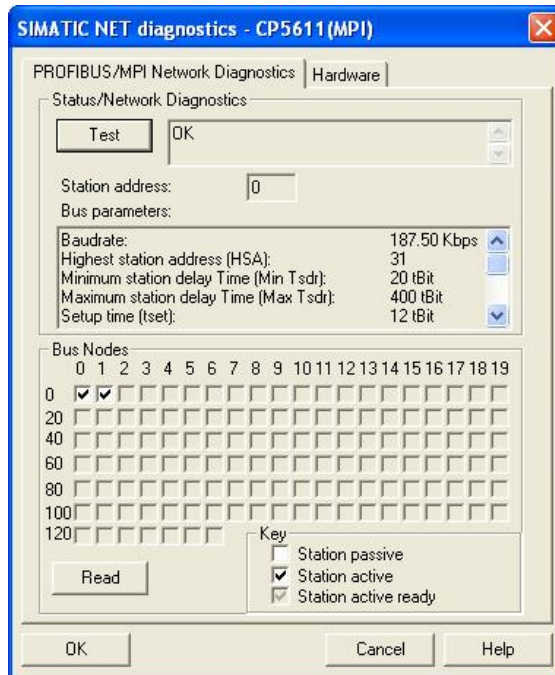 SIMATIC NET diagnostics - CP5611(MPI)
PROFIBUS/MPI Network Diagnostics Hardware
Status/Network Diagnostics
Test OK
Station address: 0
Bus parameters:
Baudrate: 187.50 Kbps
Highest station address (HSA): 31
Minimum station delay Time (Min Tsdr): 20 tBit
Maximum station delay Time (Max Tsdr): 400 tBit
Setup time (tset): 12 tBit
Bus Nodes
0 1 2 3 4 5 6 7 8 9 10 11 12 13 14 15 16 17 18 19
0
20
40
60
80
100
120
Key
Station passive
Read
Station active
Station active ready
OK Cancel Help